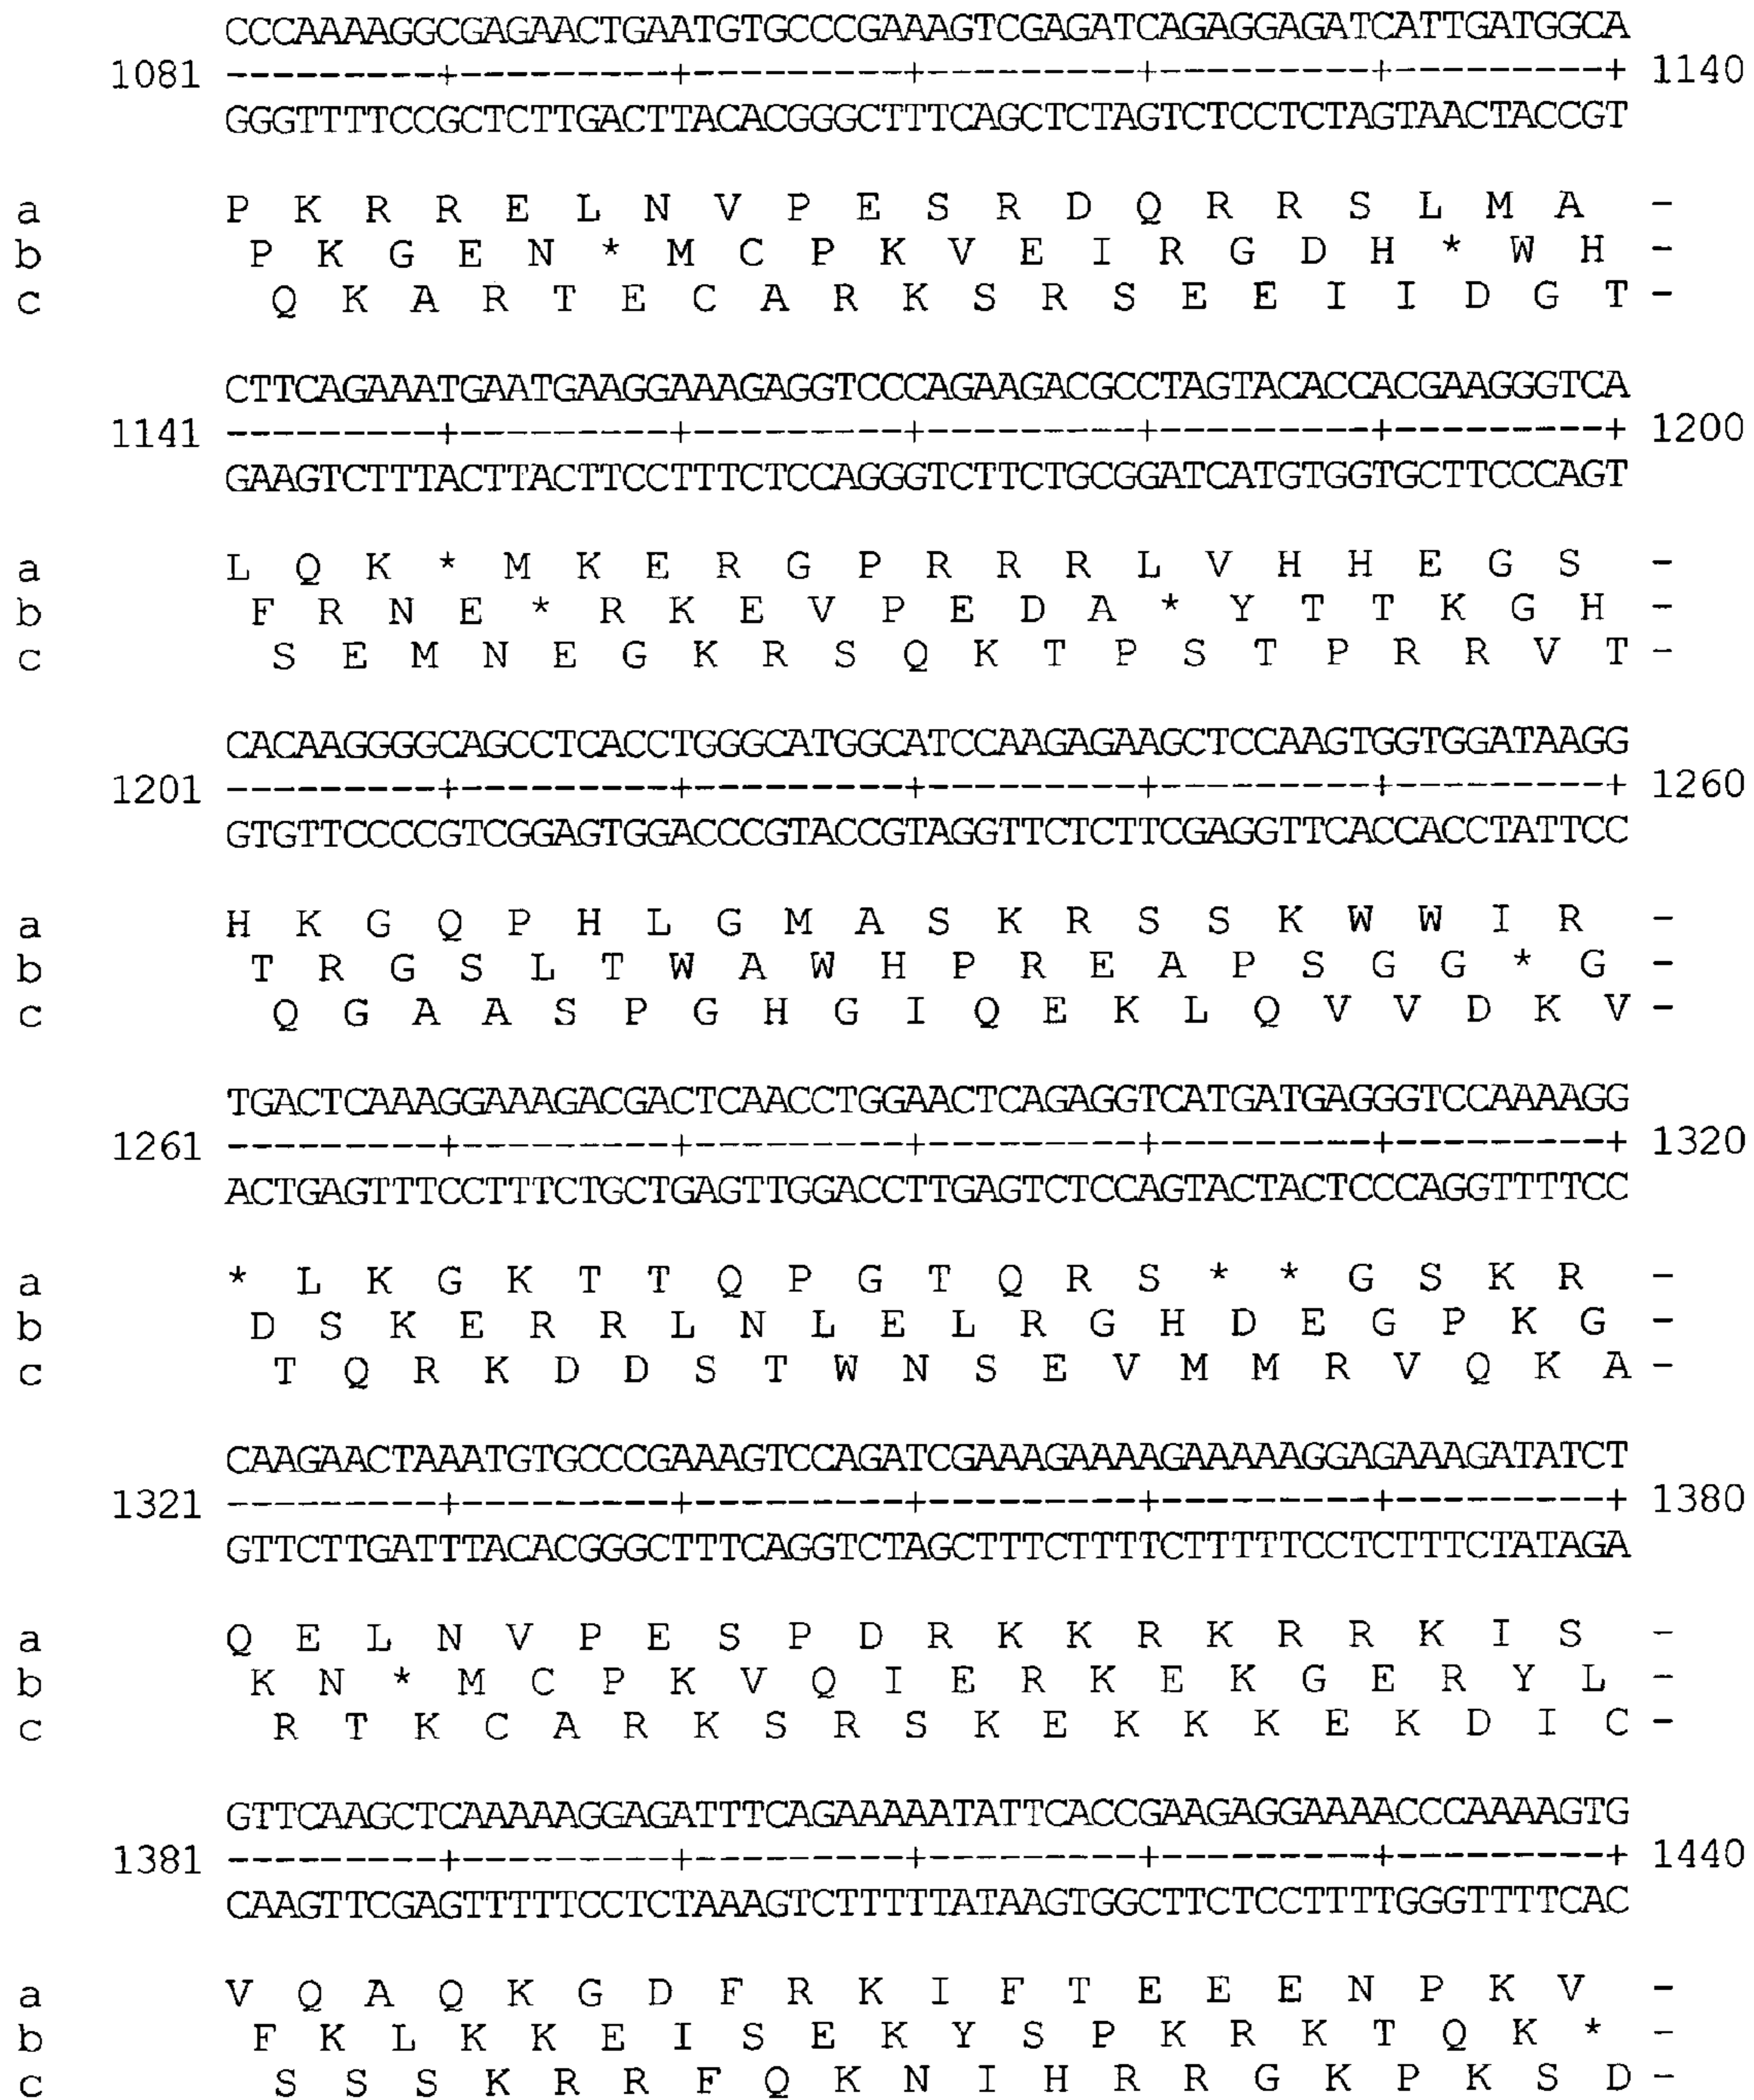 CCCAAAAGGCGAGAACTGAATGTGCCCGAAAGTCGAGATCAGAGGAGATCATTGATGGCA
1081 ---------+---------+---------+---------+---------+---------+ 1140
GGGTTTTCCGCTCTTGACTTACACGGGCTTTCAGCTCTAGTCTCCTCTAGTAACTACCGT
a P K R R E L N V P E S R D Q R R S L M A -
b P K G E N * M C P K V E I R G D H * W H -
c Q K A R T E C A R K S R S E E I I D G T -
CTTCAGAAATGAATGAAGGAAAGAGGTCCCAGAAGACGCCTAGTACACCACGAAGGGTCA
1141 ---------+---------+---------+---------+---------+---------+ 1200
GAAGTCTTTACTTACTTCCTTTCTCCAGGGTCTTCTGCGGATCATGTGGTGCTTCCCAGT
a L Q K * M K E R G P R R R L V H H E G S -
b F R N E * R K E V P E D A * Y T T K G H -
c S E M N E G K R S Q K T P S T P R R V T -
CACAAGGGGCAGCCTCACCTGGGCATGGCATCCAAGAGAAGCTCCAAGTGGTGGATAAGG
1201 ---------+---------+---------+---------+---------+---------+ 1260
GTGTTCCCCGTCGGAGTGGACCCGTACCGTAGGTTCTCTTCGAGGTTCACCACCTATTCC
a H K G Q P H L G M A S K R S S K W W I R -
b T R G S L T W A W H P R E A P S G G * G -
c Q G A A S P G H G I Q E K L Q V V D K V -
TGACTCAAAGGAAAGACGACTCAACCTGGAACTCAGAGGTCATGATGAGGGTCCAAAAGG
1261 ---------+---------+---------+---------+---------+---------+ 1320
ACTGAGTTTCCTTTCTGCTGAGTTGGACCTTGAGTCTCCAGTACTACTCCCAGGTTTTCC
a * L K G K T T Q P G T Q R S * * G S K R -
b D S K E R R L N L E L R G H D E G P K G -
c T Q R K D D S T W N S E V M M R V Q K A -
CAAGAACTAAATGTGCCCGAAAGTCCAGATCGAAAGAAAAGAAAAAGGAGAAAGATATCT
1321 ---------+---------+---------+---------+---------+---------+ 1380
GTTCTTGATTTACACGGGCTTTCAGGTCTAGCTTTCTTTTCTTTTTCCTCTTTCTATAGA
a Q E L N V P E S P D R K K R K R R K I S -
b K N * M C P K V Q I E R K E K G E R Y L -
c R T K C A R K S R S K E K K K E K D I C -
GTTCAAGCTCAAAAAGGAGATTTCAGAAAAATATTCACCGAAGAGGAAAACCCAAAAGTG
1381 ---------+---------+---------+---------+---------+---------+ 1440
CAAGTTCGAGTTTTTCCTCTAAAGTCTTTTTATAAGTGGCTTCTCCTTTTGGGTTTTCAC
a V Q A Q K G D F R K I F T E E E N P K V -
b F K L K K E I S E K Y S P K R K T Q K * -
c S S S K R R F Q K N I H R R G K P K S D -